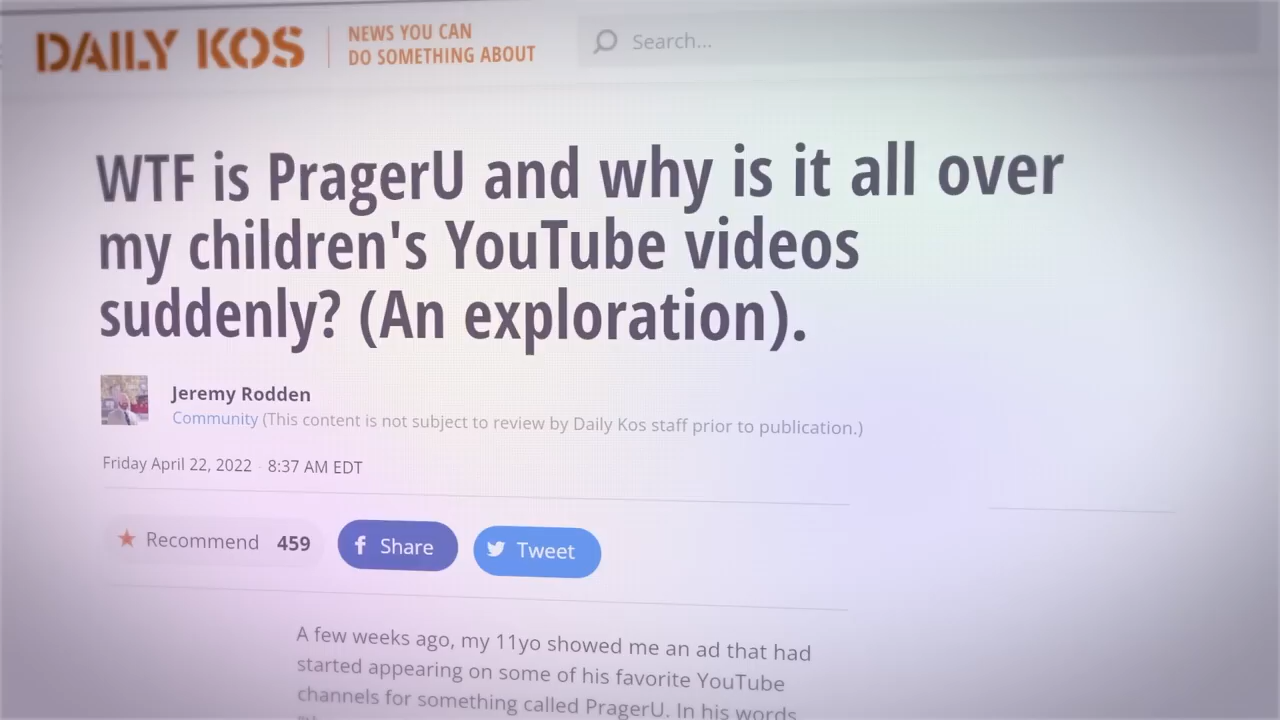 DAILY KOS
NEWS YOU CAN
DO SOMETHING ABOUT
Search...
WTF is PragerU and why is it all over
my children's YouTube videos
suddenly? (An exploration).
Jeremy Rodden
Community (This content is not subject to review by Daily Kos staff prior to publication.)
Friday April 22, 2022 · 8:37 AM EDT
Recommend 459
Share
Tweet
A few weeks ago, my 11yo showed me an ad that had
started appearing on some of his favorite YouTube
channels for something called PragerU. In his words